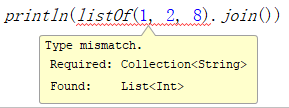 println(listOf(1, 2, 8).join())
Type mismatch.
Required: Collection<String>
Found: List<Int>